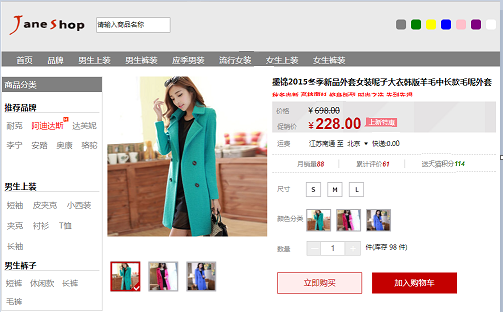 Jane Shop
请输入商品名称
首页 品牌 男生上装 男生裤装 应季男装 流行女装 女生上装 女生裤装
商品分类
推荐品牌
耐克 阿迪达斯 达芙妮
李宁 安踏 奥康 骆驼
男生上装
短袖 皮夹克 小西装
夹克 衬衫 T恤
长袖
男生裤子
短裤 休闲款 长裤
毛裤
墨锦2015冬季新品外套女装呢子大衣韩版羊毛中长款毛呢外套
价格 ¥ 698.00
促销价 ¥ 228.00 上新特惠
运费 江苏南通 至 北京 快递:0.00
月销量88 累计评价61 送天猫积分114
尺寸 S M L
颜色分类
数量 1 件(库存 98 件)
立即购买 加入购物车